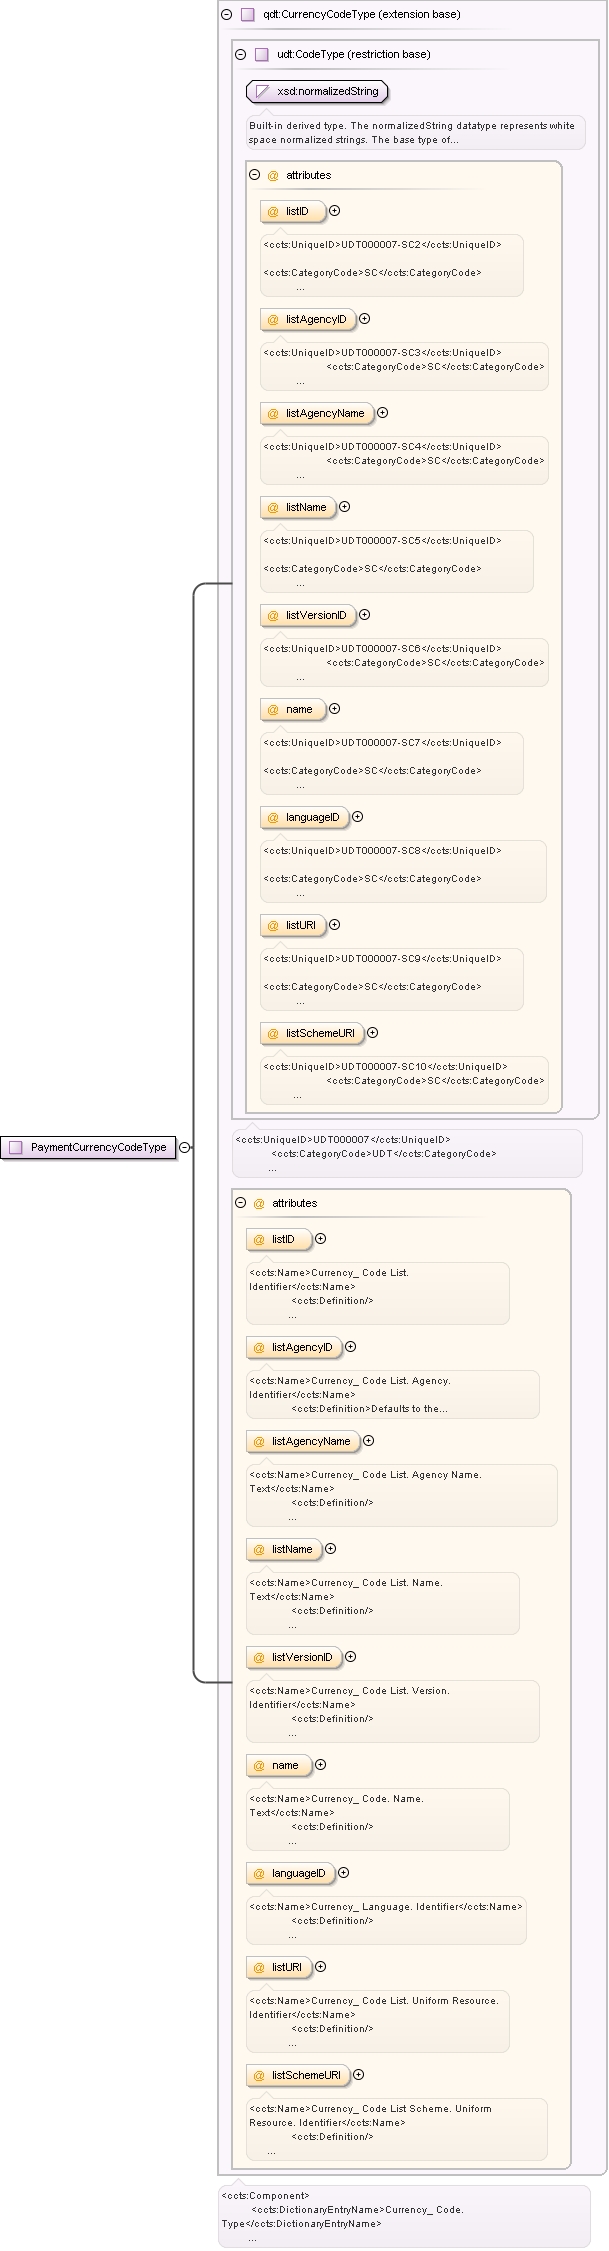 qdt:CurrencyCodeType (extension base)
udt:CodeType (restriction base)
xsd:normalizedString
Built-in derived type. The normalizedString datatype represents white
space normalized strings. The base type of...
@ attributes
@ listID
<ccts:UniqueID>UDT000007-SC2</ccts:UniqueID>
<ccts:CategoryCode>SC</ccts:CategoryCode>
...
@ listAgencyID
<ccts:UniqueID>UDT000007-SC3</ccts:UniqueID>
<ccts:CategoryCode>SC</ccts:CategoryCode>
...
@ listAgencyName
<ccts:UniqueID>UDT000007-SC4</ccts:UniqueID>
<ccts:CategoryCode>SC</ccts:CategoryCode>
...
@ listName
<ccts:UniqueID>UDT000007-SC5</ccts:UniqueID>
<ccts:CategoryCode>SC</ccts:CategoryCode>
...
@ listVersionID
<ccts:UniqueID>UDT000007-SC6</ccts:UniqueID>
<ccts:CategoryCode>SC</ccts:CategoryCode>
...
@ name
<ccts:UniqueID>UDT000007-SC7</ccts:UniqueID>
<ccts:CategoryCode>SC</ccts:CategoryCode>
...
@ languageID
<ccts:UniqueID>UDT000007-SC8</ccts:UniqueID>
<ccts:CategoryCode>SC</ccts:CategoryCode>
...
@ listURI
<ccts:UniqueID>UDT000007-SC9</ccts:UniqueID>
<ccts:CategoryCode>SC</ccts:CategoryCode>
...
@ listSchemeURI
<ccts:UniqueID>UDT000007-SC10</ccts:UniqueID>
<ccts:CategoryCode>SC</ccts:CategoryCode>
...
PaymentCurrencyCodeType
<ccts:UniqueID>UDT000007</ccts:UniqueID>
<ccts:CategoryCode>UDT</ccts:CategoryCode>
...
@ attributes
@ listID
<ccts:Name>Currency_ Code List.
Identifier</ccts:Name>
<ccts:Definition/>
...
@ listAgencyID
<ccts:Name>Currency_ Code List. Agency.
Identifier</ccts:Name>
<ccts:Definition>Defaults to the...
@ listAgencyName
<ccts:Name>Currency_ Code List. Agency Name.
Text</ccts:Name>
<ccts:Definition/>
...
@ listName
<ccts:Name>Currency_ Code List. Name.
Text</ccts:Name>
<ccts:Definition/>
...
@ listVersionID
<ccts:Name>Currency_ Code List. Version.
Identifier</ccts:Name>
<ccts:Definition/>
...
@ name
<ccts:Name>Currency_ Code. Name.
Text</ccts:Name>
<ccts:Definition/>
...
@ languageID
<ccts:Name>Currency_ Language. Identifier</ccts:Name>
<ccts:Definition/>
...
@ listURI
<ccts:Name>Currency_ Code List. Uniform Resource.
Identifier</ccts:Name>
<ccts:Definition/>
...
@ listSchemeURI
<ccts:Name>Currency_ Code List Scheme. Uniform
Resource. Identifier</ccts:Name>
<ccts:Definition/>
...
<ccts:Component>
<ccts:DictionaryEntryName>Currency_ Code.
Type</ccts:DictionaryEntryName>
...